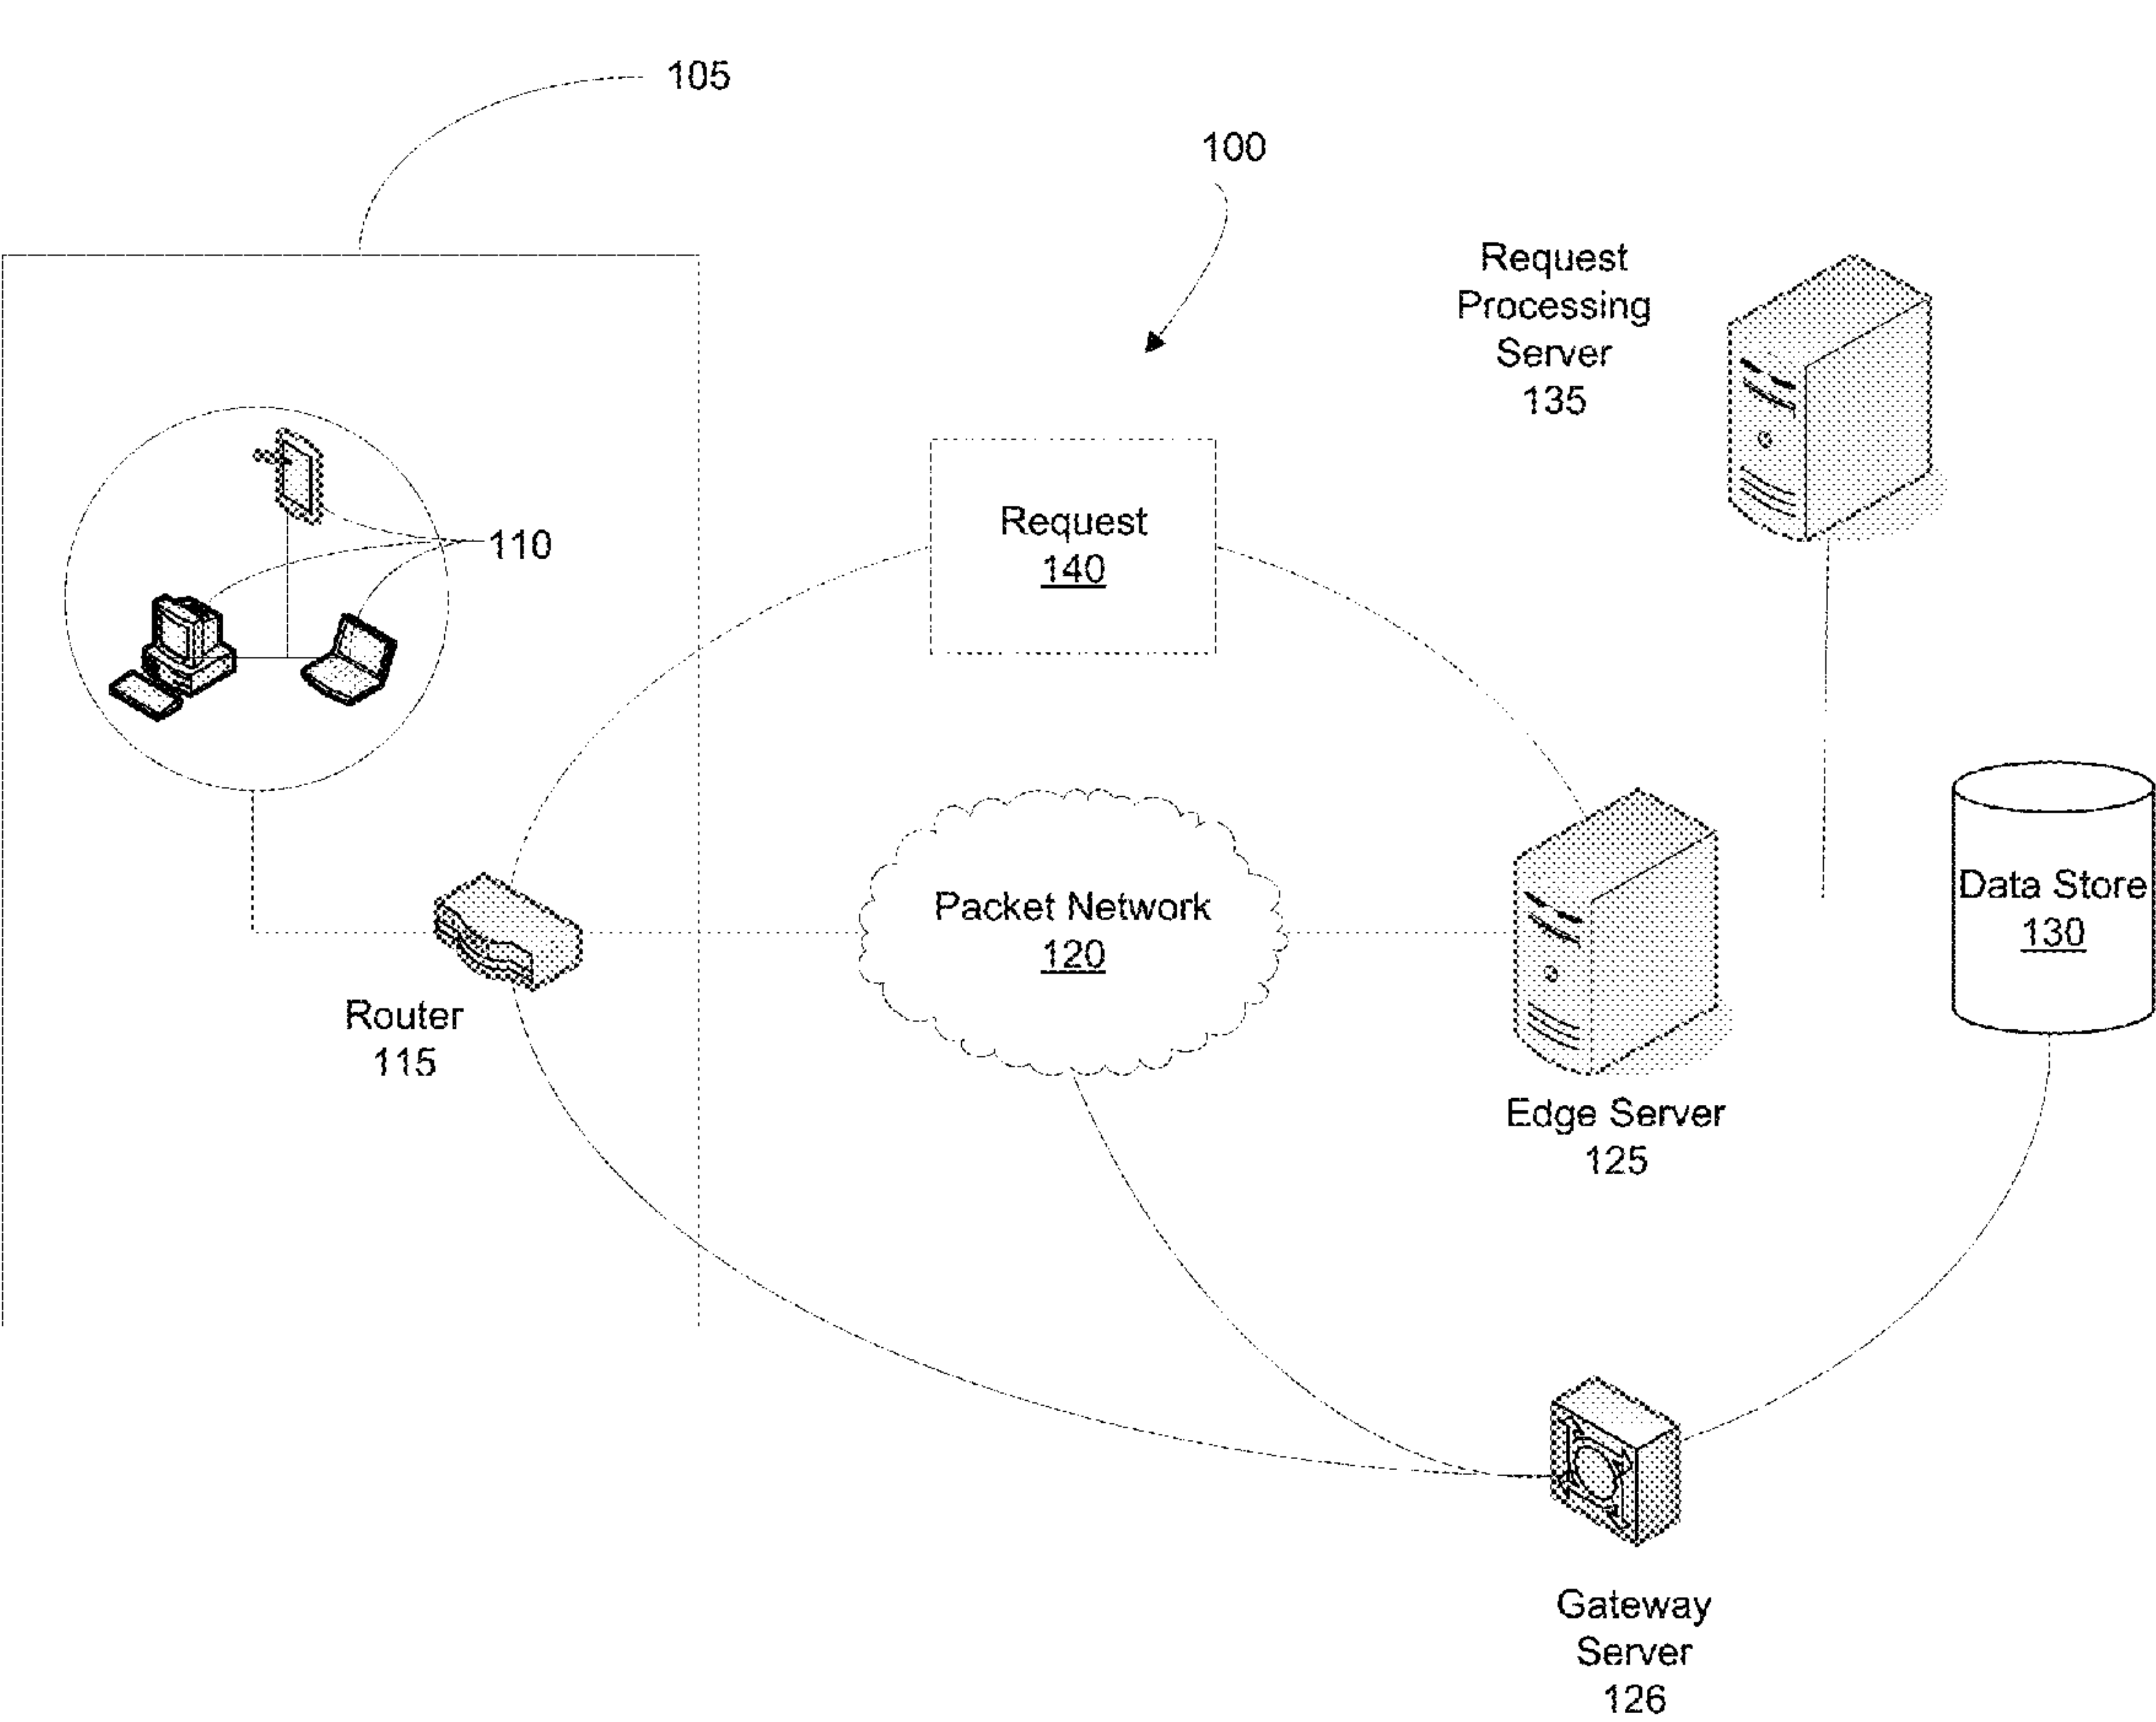 105
100
Request
Processing
Server
135
110
Request
140
Packet Network
120
Data Store
130
Router
115
Edge Server
125
Gateway
Server
126